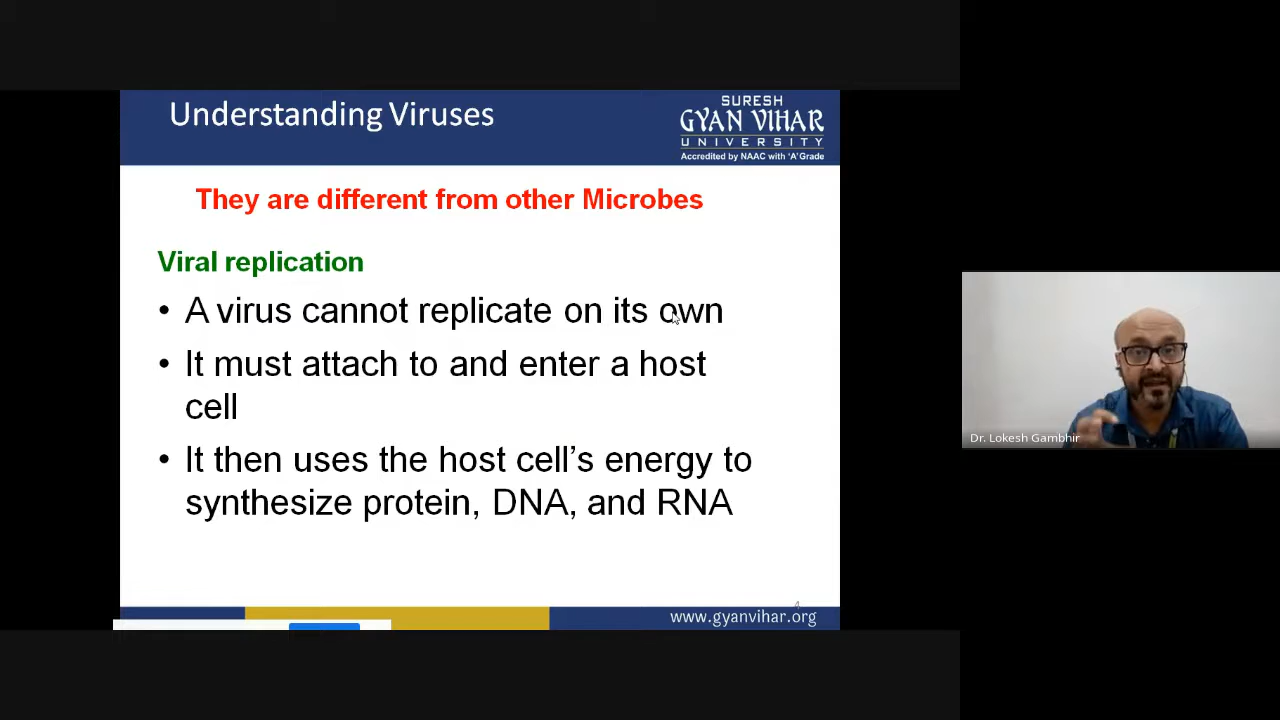 Understanding Viruses
SURESH
GYAN VIHAR
UNIVERSITY
Accredited by NAAC with 'A' Grade
They are different from other Microbes
Viral replication
• A virus cannot replicate on its own
• It must attach to and enter a host
cell
• It then uses the host cell’s energy to
synthesize protein, DNA, and RNA
4
www.gyanvihar.org
Dr. Lokesh Gambhir